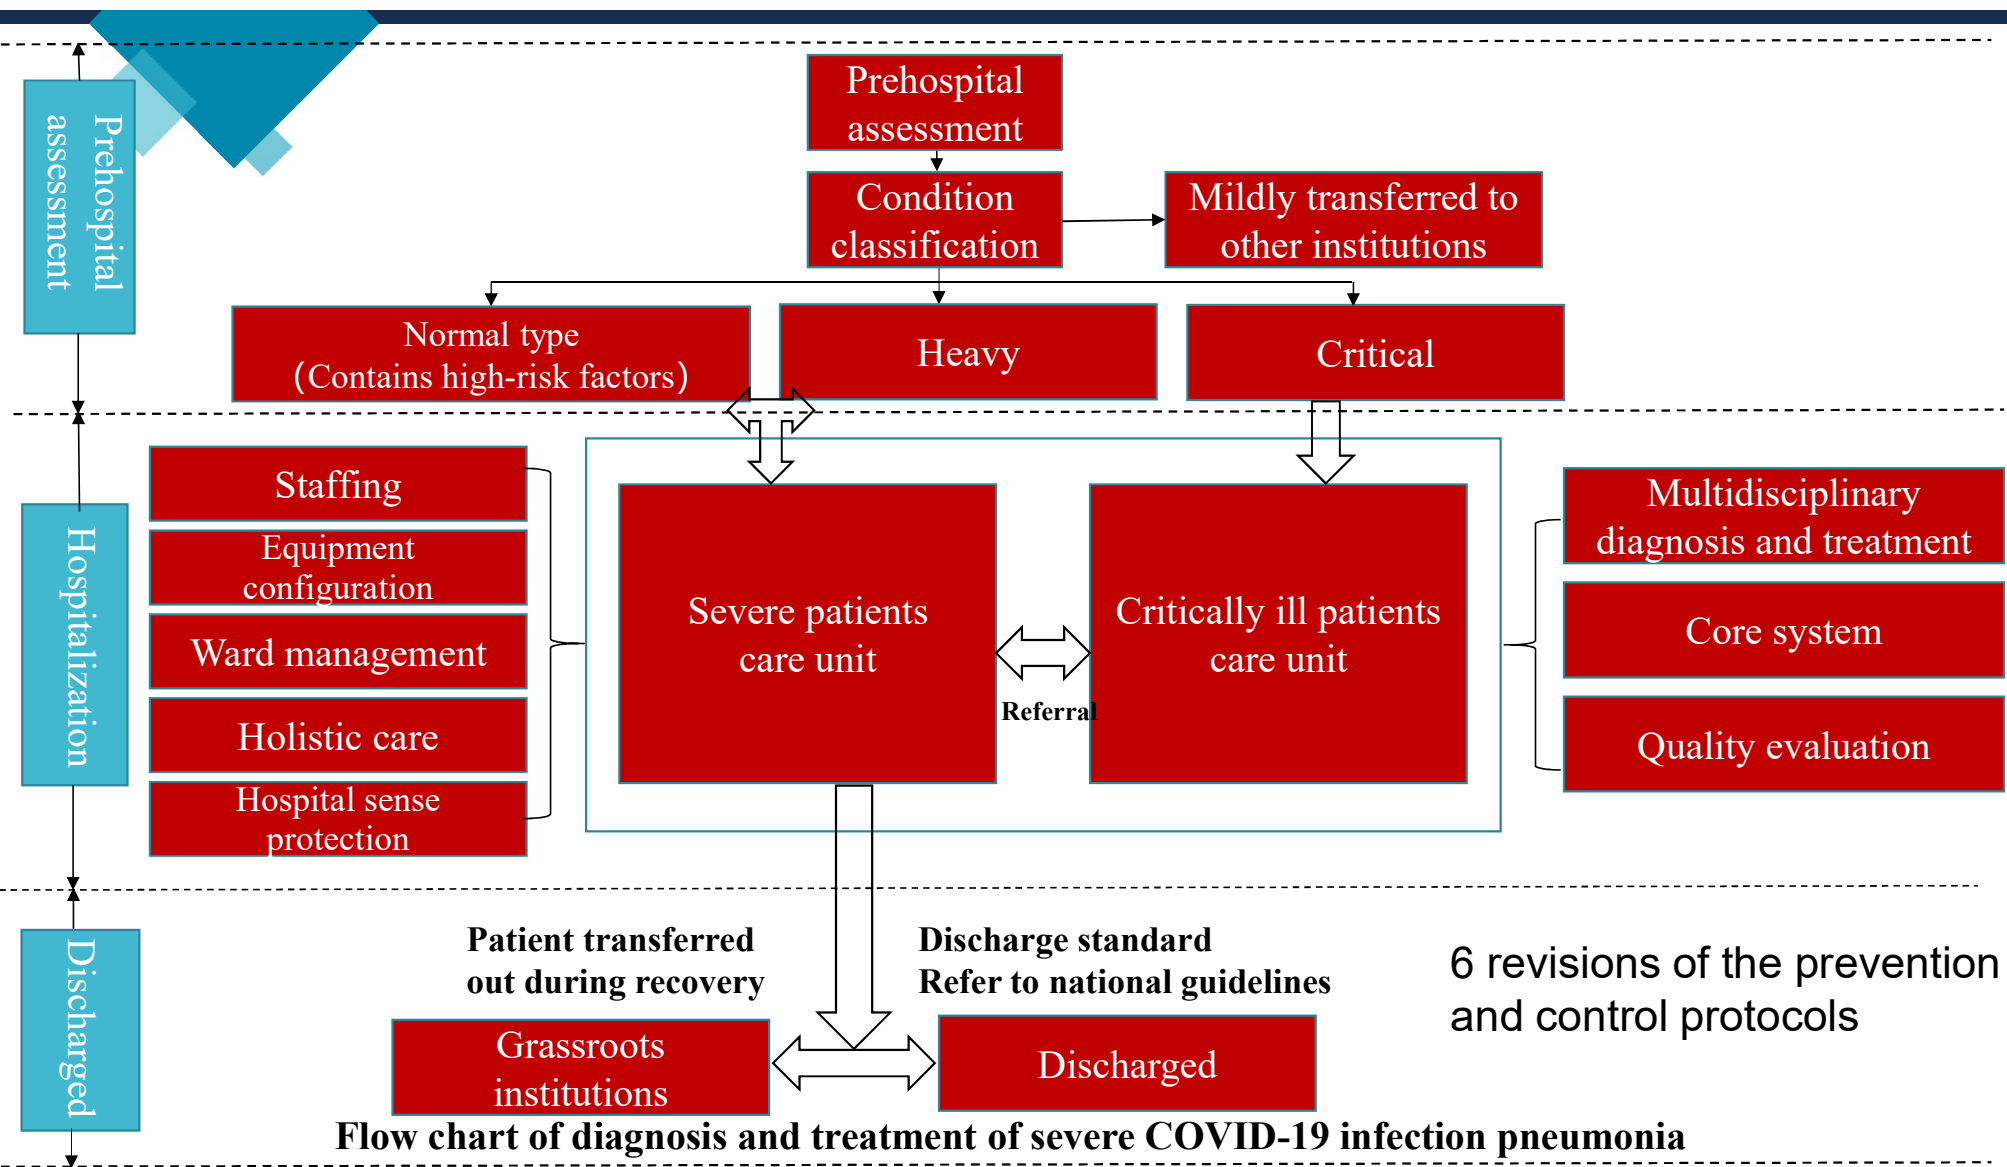 Prehospital
assessment
Prehospital
assessment
Condition
classification
Mildly transferred to
other institutions
Normal type
(Contains high-risk factors)
Heavy
Critical
Hospitalization
Staffing
Equipment
configuration
Ward management
Holistic care
Hospital sense
protection
Severe patients
care unit
Referral
Critically ill patients
care unit
Multidisciplinary
diagnosis and treatment
Core system
Quality evaluation
Discharged
Patient transferred
out during recovery
Discharge standard
Refer to national guidelines
Grassroots
institutions
Discharged
6 revisions of the prevention
and control protocols
Flow chart of diagnosis and treatment of severe COVID-19 infection pneumonia